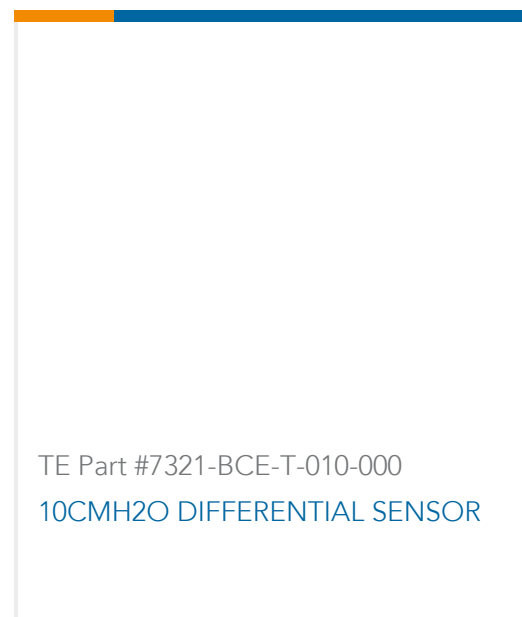 TE Part #7321-BCE-T-010-000
10CMH2O DIFFERENTIAL SENSOR